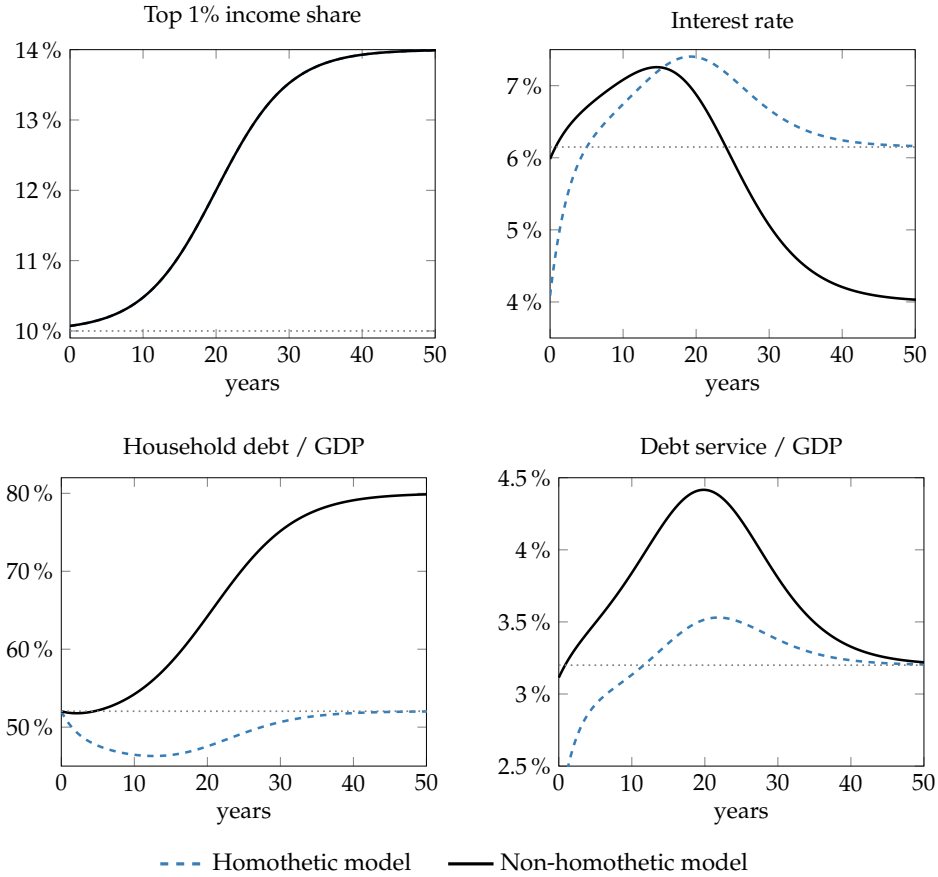 Top 1% income share
14 %
13 %
12 %
11 %
10 %
0 10 20 30 40 50
years
Interest rate
7 %
6 %
5 %
4 %
0 10 20 30 40 50
years
Household debt / GDP
80 %
70 %
60 %
50 %
0 10 20 30 40 50
years
Debt service / GDP
4.5 %
4 %
3.5 %
3 %
2.5 %
0 10 20 30 40 50
years
Homothetic model Non-homothetic model